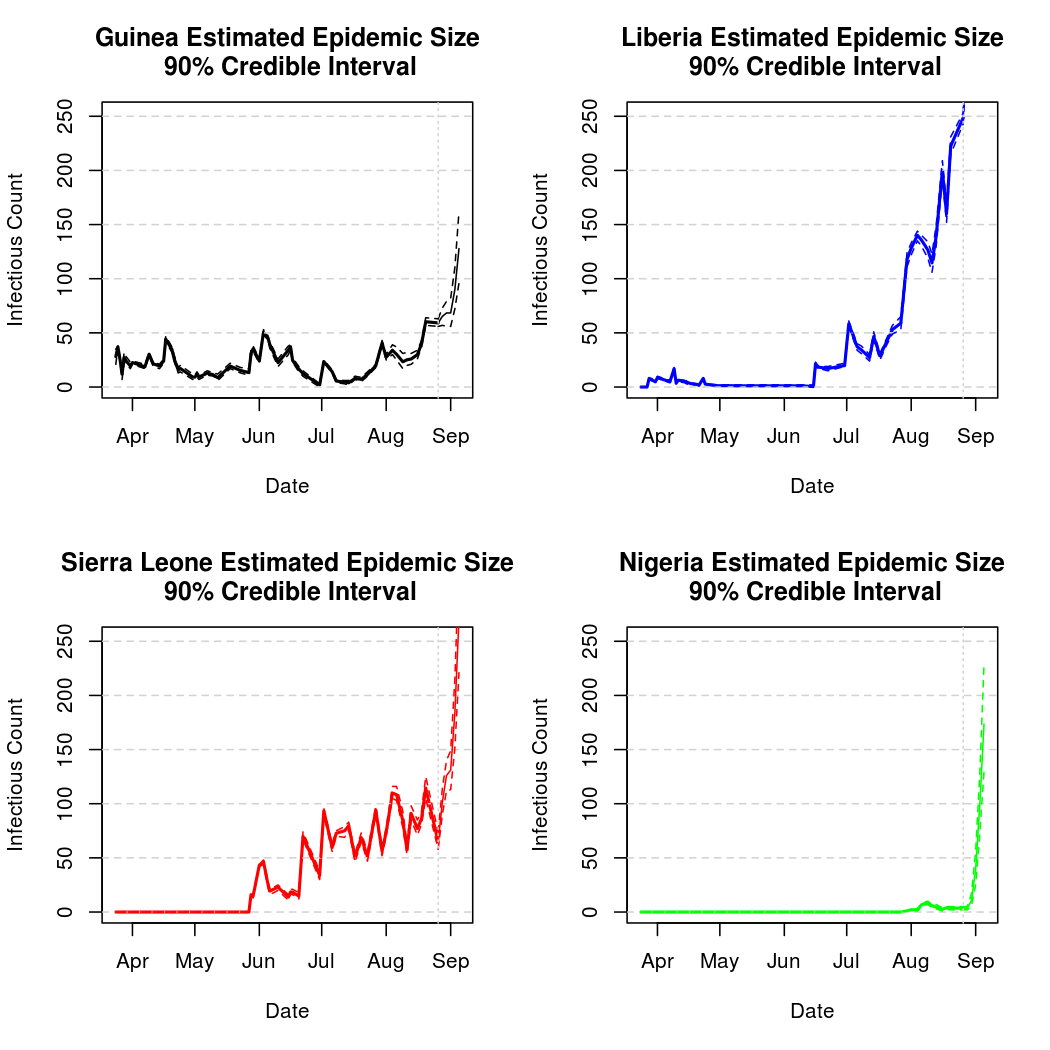 Guinea Estimated Epidemic Size
90% Credible Interval
Infectious Count
250
200
150
100
50
0
Apr May Jun Jul Aug Sep
Date
Liberia Estimated Epidemic Size
90% Credible Interval
Infectious Count
250
200
150
100
50
0
Apr May Jun Jul Aug Sep
Date
Sierra Leone Estimated Epidemic Size
90% Credible Interval
Infectious Count
250
200
150
100
50
0
Apr May Jun Jul Aug Sep
Date
Nigeria Estimated Epidemic Size
90% Credible Interval
Infectious Count
250
200
150
100
50
0
Apr May Jun Jul Aug Sep
Date